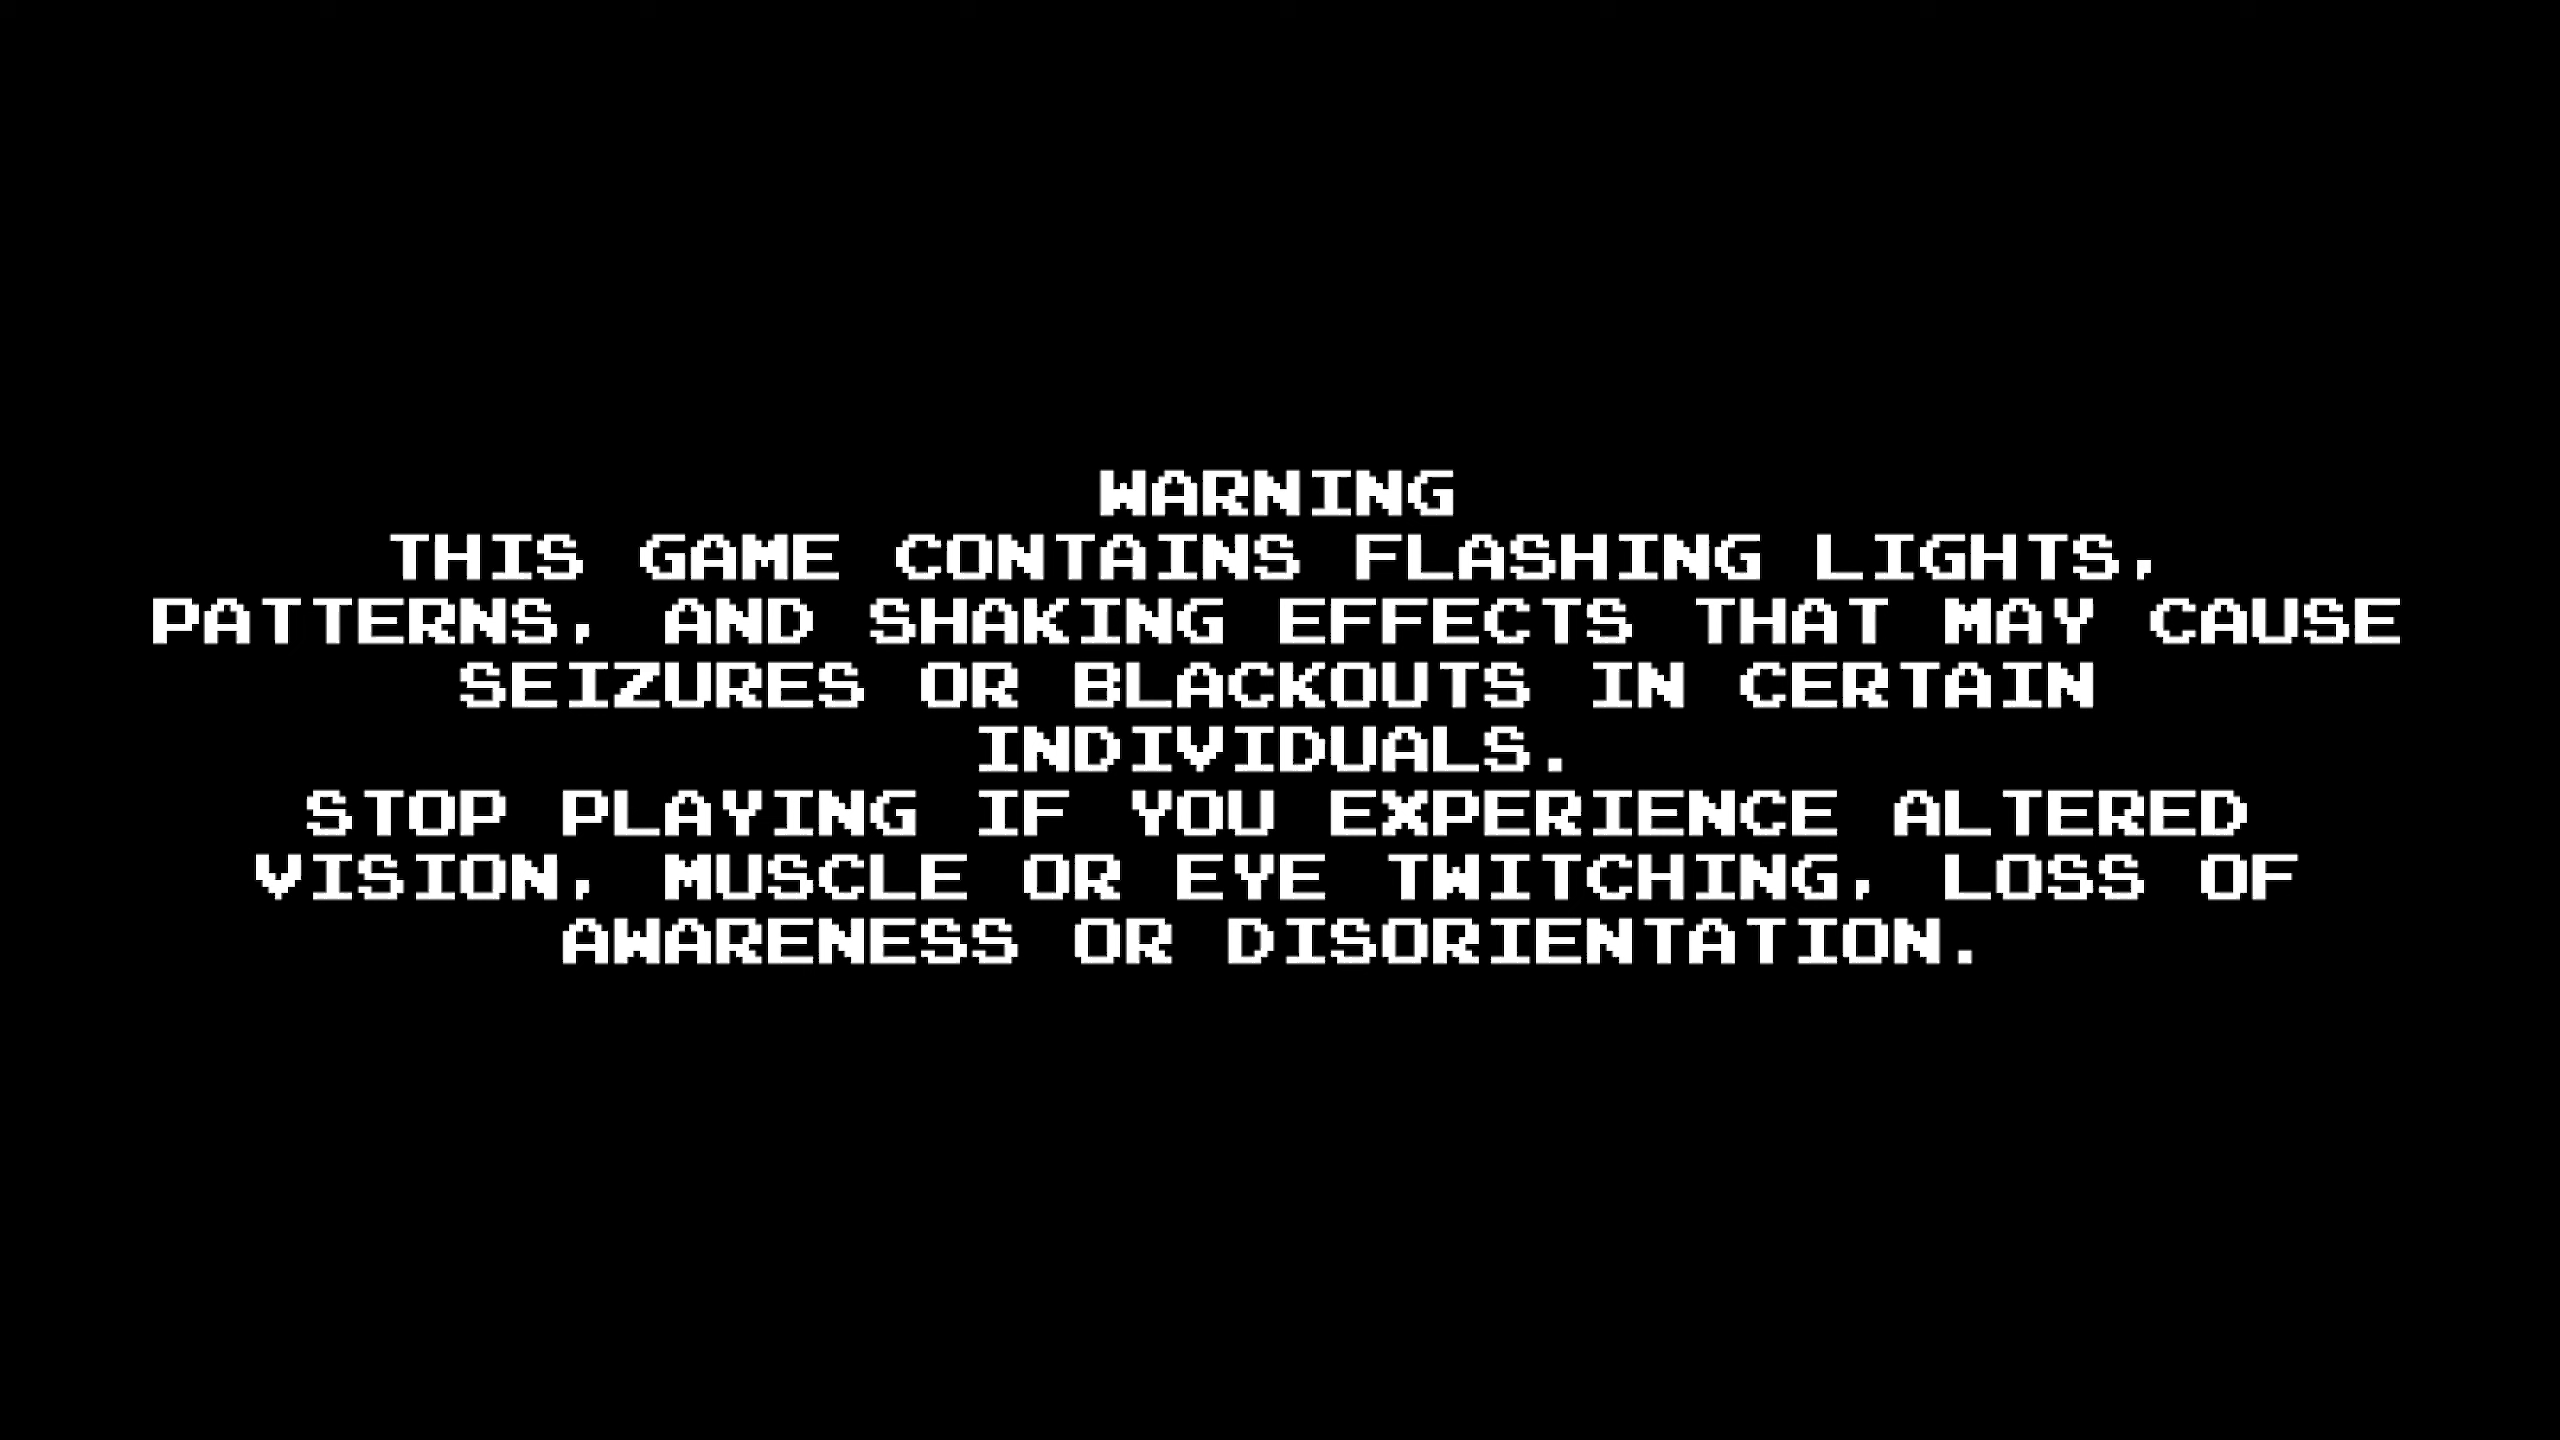 WARNING
THIS GAME CONTAINS FLASHING LIGHTS,
PATTERNS, AND SHAKING EFFECTS THAT MAY CAUSE
SEIZURES OR BLACKOUTS IN CERTAIN
INDIVIDUALS.
STOP PLAYING IF YOU EXPERIENCE ALTERED
VISION, MUSCLE OR EYE TWITCHING, LOSS OF
AWARENESS OR DISORIENTATION.